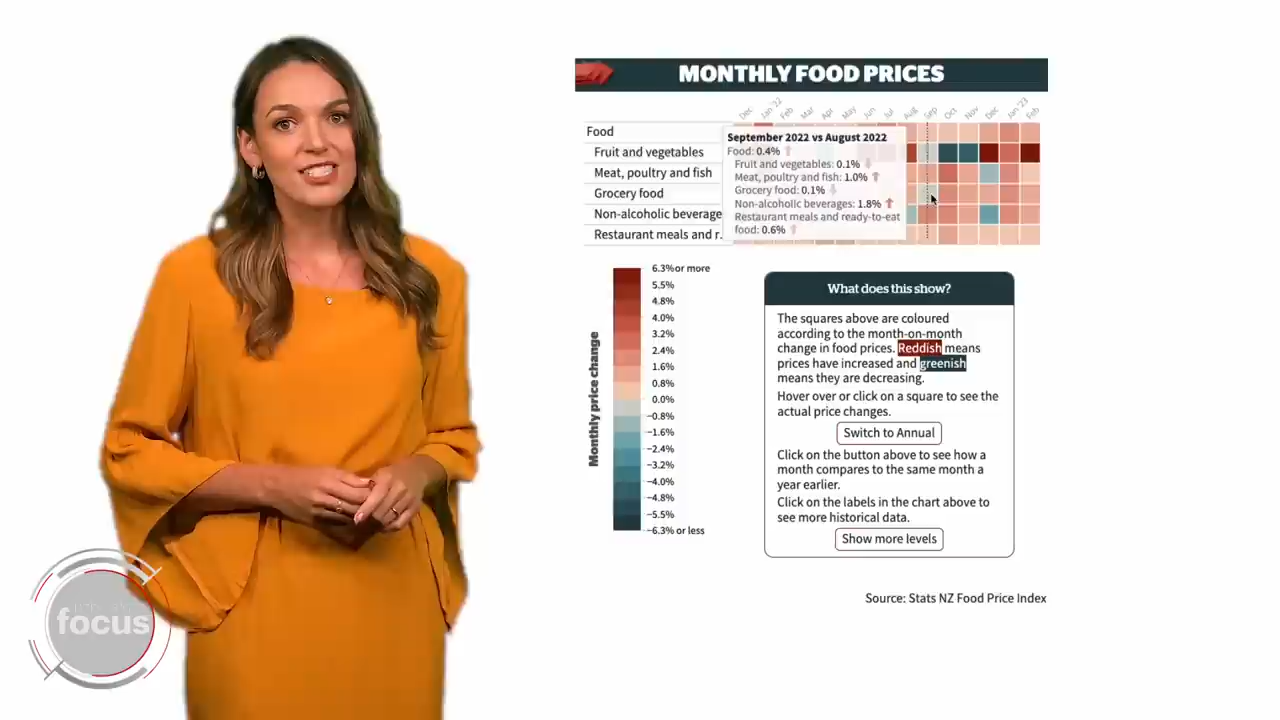 MONTHLY FOOD PRICES
Dec Jan '22 Feb Mar Apr May Jun Jul Aug Sep Oct Nov Dec Jan '23 Feb
Food
Fruit and vegetables
Meat, poultry and fish
Grocery food
Non-alcoholic beverage
Restaurant meals and r.
September 2022 vs August 2022
Food: 0.4%
Fruit and vegetables: 0.1%
Meat, poultry and fish: 1.0%
Grocery food: 0.1%
Non-alcoholic beverages: 1.8%
Restaurant meals and ready-to-eat
food: 0.6%
Monthly price change
6.3%or more
5.5%
4.8%
4.0%
3.2%
2.4%
1.6%
0.8%
0.0%
−0.8%
−1.6%
−2.4%
−3.2%
−4.0%
−4.8%
−5.5%
−6.3% or less
What does this show?
The squares above are coloured
according to the month-on-month
change in food prices. Reddish means
prices have increased and greenish
means they are decreasing.
Hover over or click on a square to see the
actual price changes.
Switch to Annual
Click on the button above to see how a
month compares to the same month a
year earlier.
Click on the labels in the chart above to
see more historical data.
Show more levels
Source: Stats NZ Food Price Index
focus